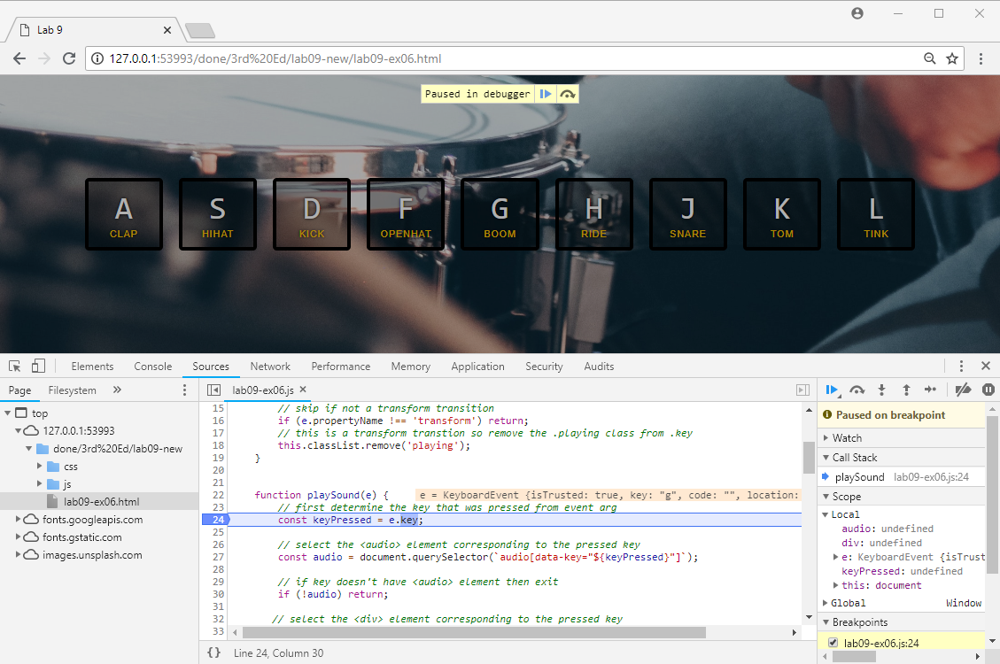 Lab 9
127.0.0.1:53993/done/3rd%20Ed/lab09-new/lab09-ex06.html
Paused in debugger
A S D F G H J K L
CLAP HIHAT KICK OPENHAT BOOM RIDE SNARE TOM TINK
Elements Console Sources Network Performance Memory Application Security Audits
Page Filesystem »
top
127.0.0.1:53993
done/3rd%20Ed/lab09-new
css
js
lab09-ex06.html
fonts.googleapis.com
fonts.gstatic.com
images.unsplash.com
lab09-ex06.js
15 // skip if not a transform transition
16 if (e.propertyName !== 'transform') return;
17 // this is a transform transtion so remove the .playing class from .key
18 this.classList.remove('playing');
19 }
20
21
22 function playSound(e) { e = KeyboardEvent {isTrusted: true, key: "g", code: "", location:
23 // first determine the key that was pressed from event arg
24 const keyPressed = e.key;
25
26 // select the <audio> element corresponding to the pressed key
27 const audio = document.querySelector(`audio[data-key="${keyPressed}"]`);
28
29 // if key doesn't have <audio> element then exit
30 if (!audio) return;
31
32 // select the <div> element corresponding to the pressed key
33
{} Line 24, Column 30
Paused on breakpoint
Watch
Call Stack
playSound lab09-ex06.js:24
Scope
Local
audio: undefined
div: undefined
e: KeyboardEvent {isTrust
keyPressed: undefined
this: document
Global Window
Breakpoints
lab09-ex06.js:24